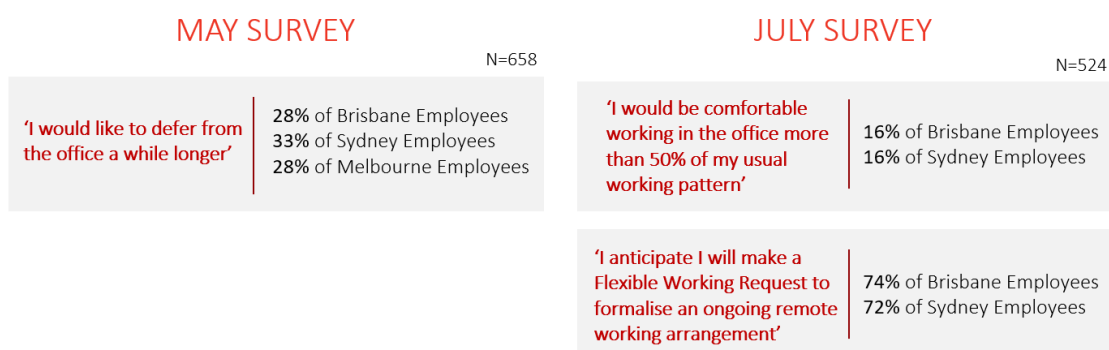 MAY SURVEY
N=658
‘I would like to defer from
the office a while longer’
28% of Brisbane Employees
33% of Sydney Employees
28% of Melbourne Employees
JULY SURVEY
N=524
‘I would be comfortable
working in the office more
than 50% of my usual
working pattern’
16% of Brisbane Employees
16% of Sydney Employees
‘I anticipate I will make a
Flexible Working Request to
formalise an ongoing remote
working arrangement’
74% of Brisbane Employees
72% of Sydney Employees